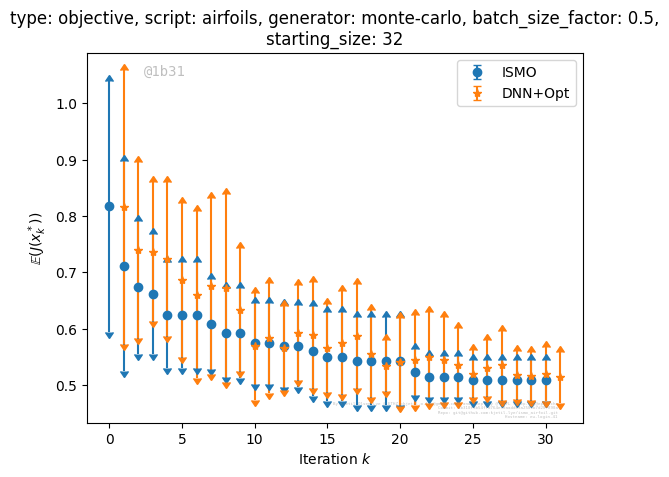 type: objective, script: airfoils, generator: monte-carlo, batch_size_factor: 0.5,
starting_size: 32
@1b31
ISMO
DNN+Opt
1.0
0.9
0.8
0.7
0.6
0.5
𝔼(J(x*ₖ))
0 5 10 15 20 25 30
Iteration k